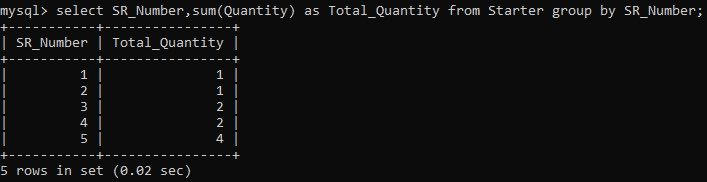 mysql> select SR_Number,sum(Quantity) as Total_Quantity from Starter group by SR_Number;
+-----------+----------------+
| SR_Number | Total_Quantity |
+-----------+----------------+
|         1 |              1 |
|         2 |              1 |
|         3 |              2 |
|         4 |              2 |
|         5 |              4 |
+-----------+----------------+
5 rows in set (0.02 sec)